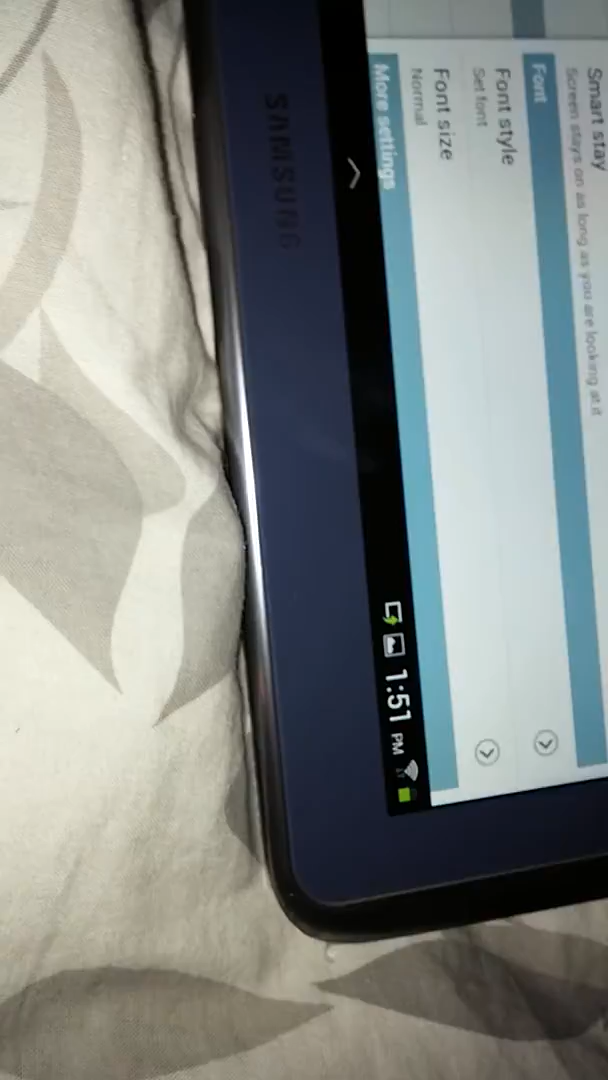 Smart stay
Screen stays on as long as you are looking at it
Font
Font style
Set font
Font size
Normal
More settings
1:51 PM
SAMSUNG